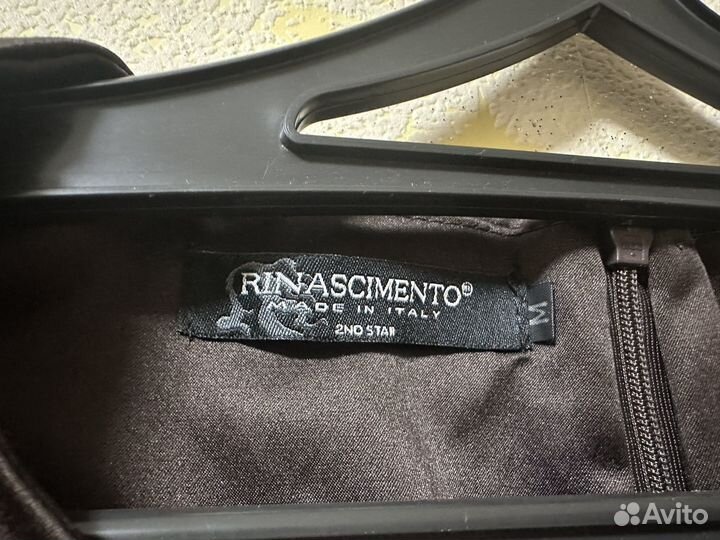 RINASCIMENTO®
MADE IN ITALY
2ND STAR
M
Avito